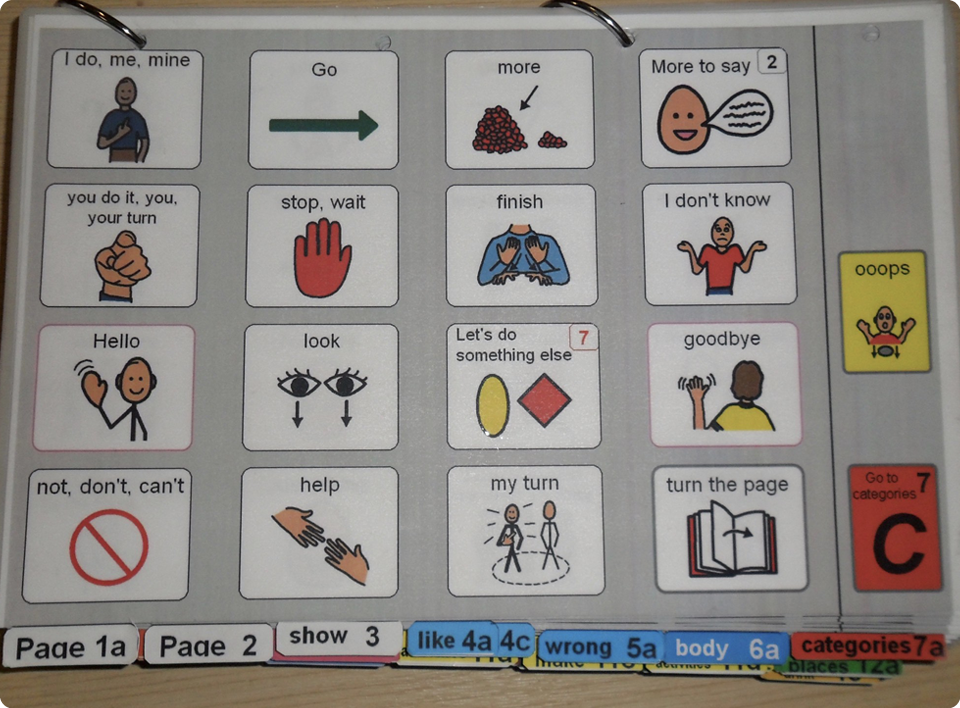 I do, me, mine
Go
more
More to say 2
you do it, you,
your turn
stop, wait
finish
I don't know
ooops
Hello
look
Let's do 7
something else
goodbye
not, don't, can't
help
my turn
turn the page
Go to
categories 7
C
Page 1a
Page 2
show 3
like 4a
4c
wrong 5a
body 6a
categories 7a
make
activities
places 12a